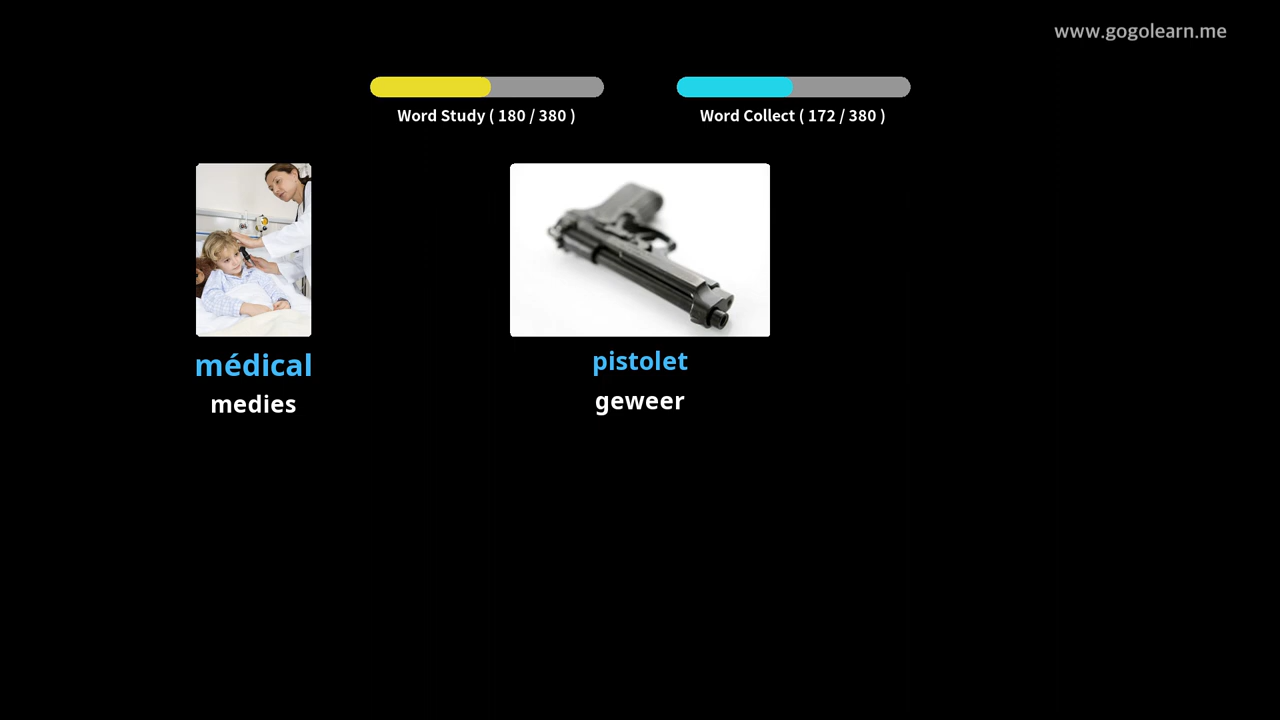 www.gogolearn.me
Word Study ( 180 / 380 )
Word Collect ( 172 / 380 )
médical
medies
pistolet
geweer